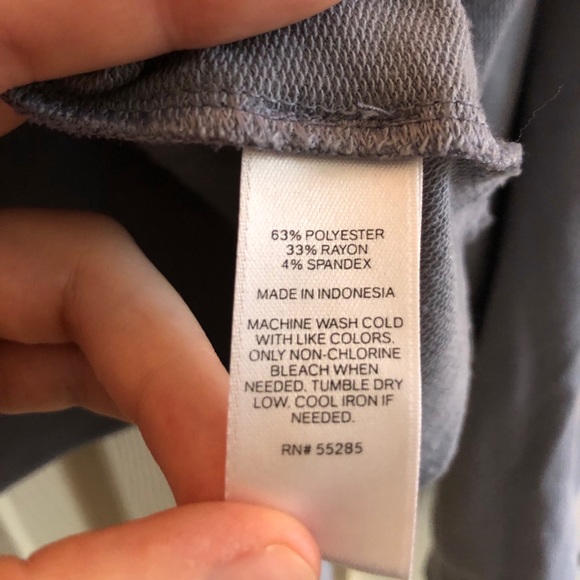 63% POLYESTER
33% RAYON
4% SPANDEX
MADE IN INDONESIA
MACHINE WASH COLD
WITH LIKE COLORS.
ONLY NON-CHLORINE
BLEACH WHEN
NEEDED. TUMBLE DRY
LOW. COOL IRON IF
NEEDED.
RN# 55285